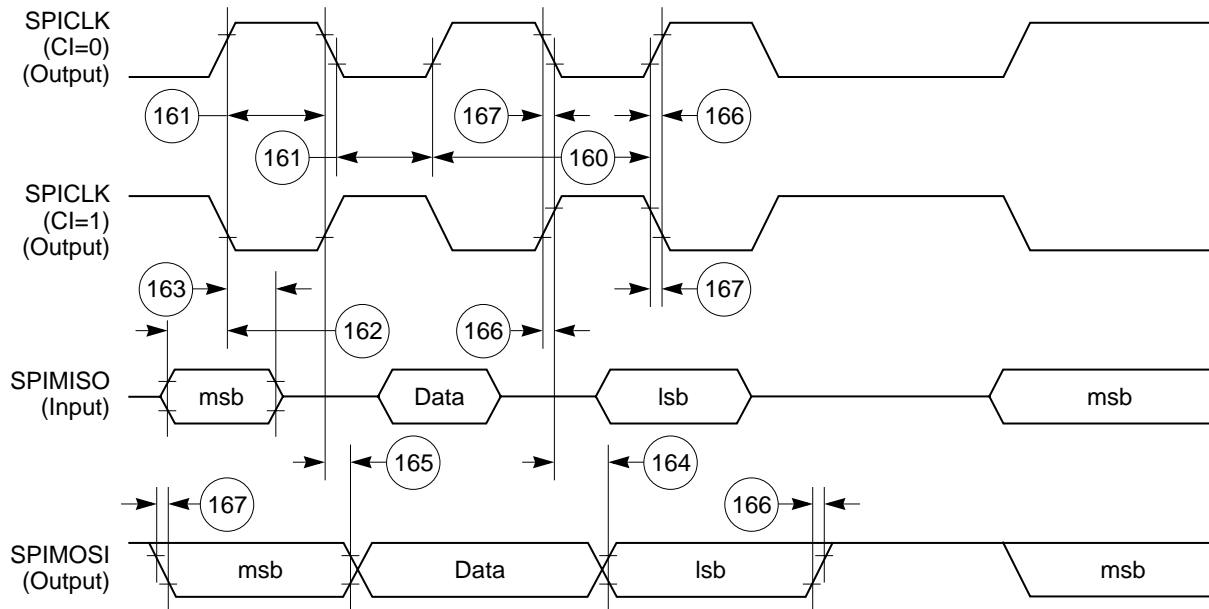 SPICLK
(CI=0)
(Output)
161
167
166
161
160
SPICLK
(CI=1)
(Output)
163
167
162
166
SPIMISO
(Input)
msb
Data
lsb
msb
165
164
167
166
SPIMOSI
(Output)
msb
Data
lsb
msb